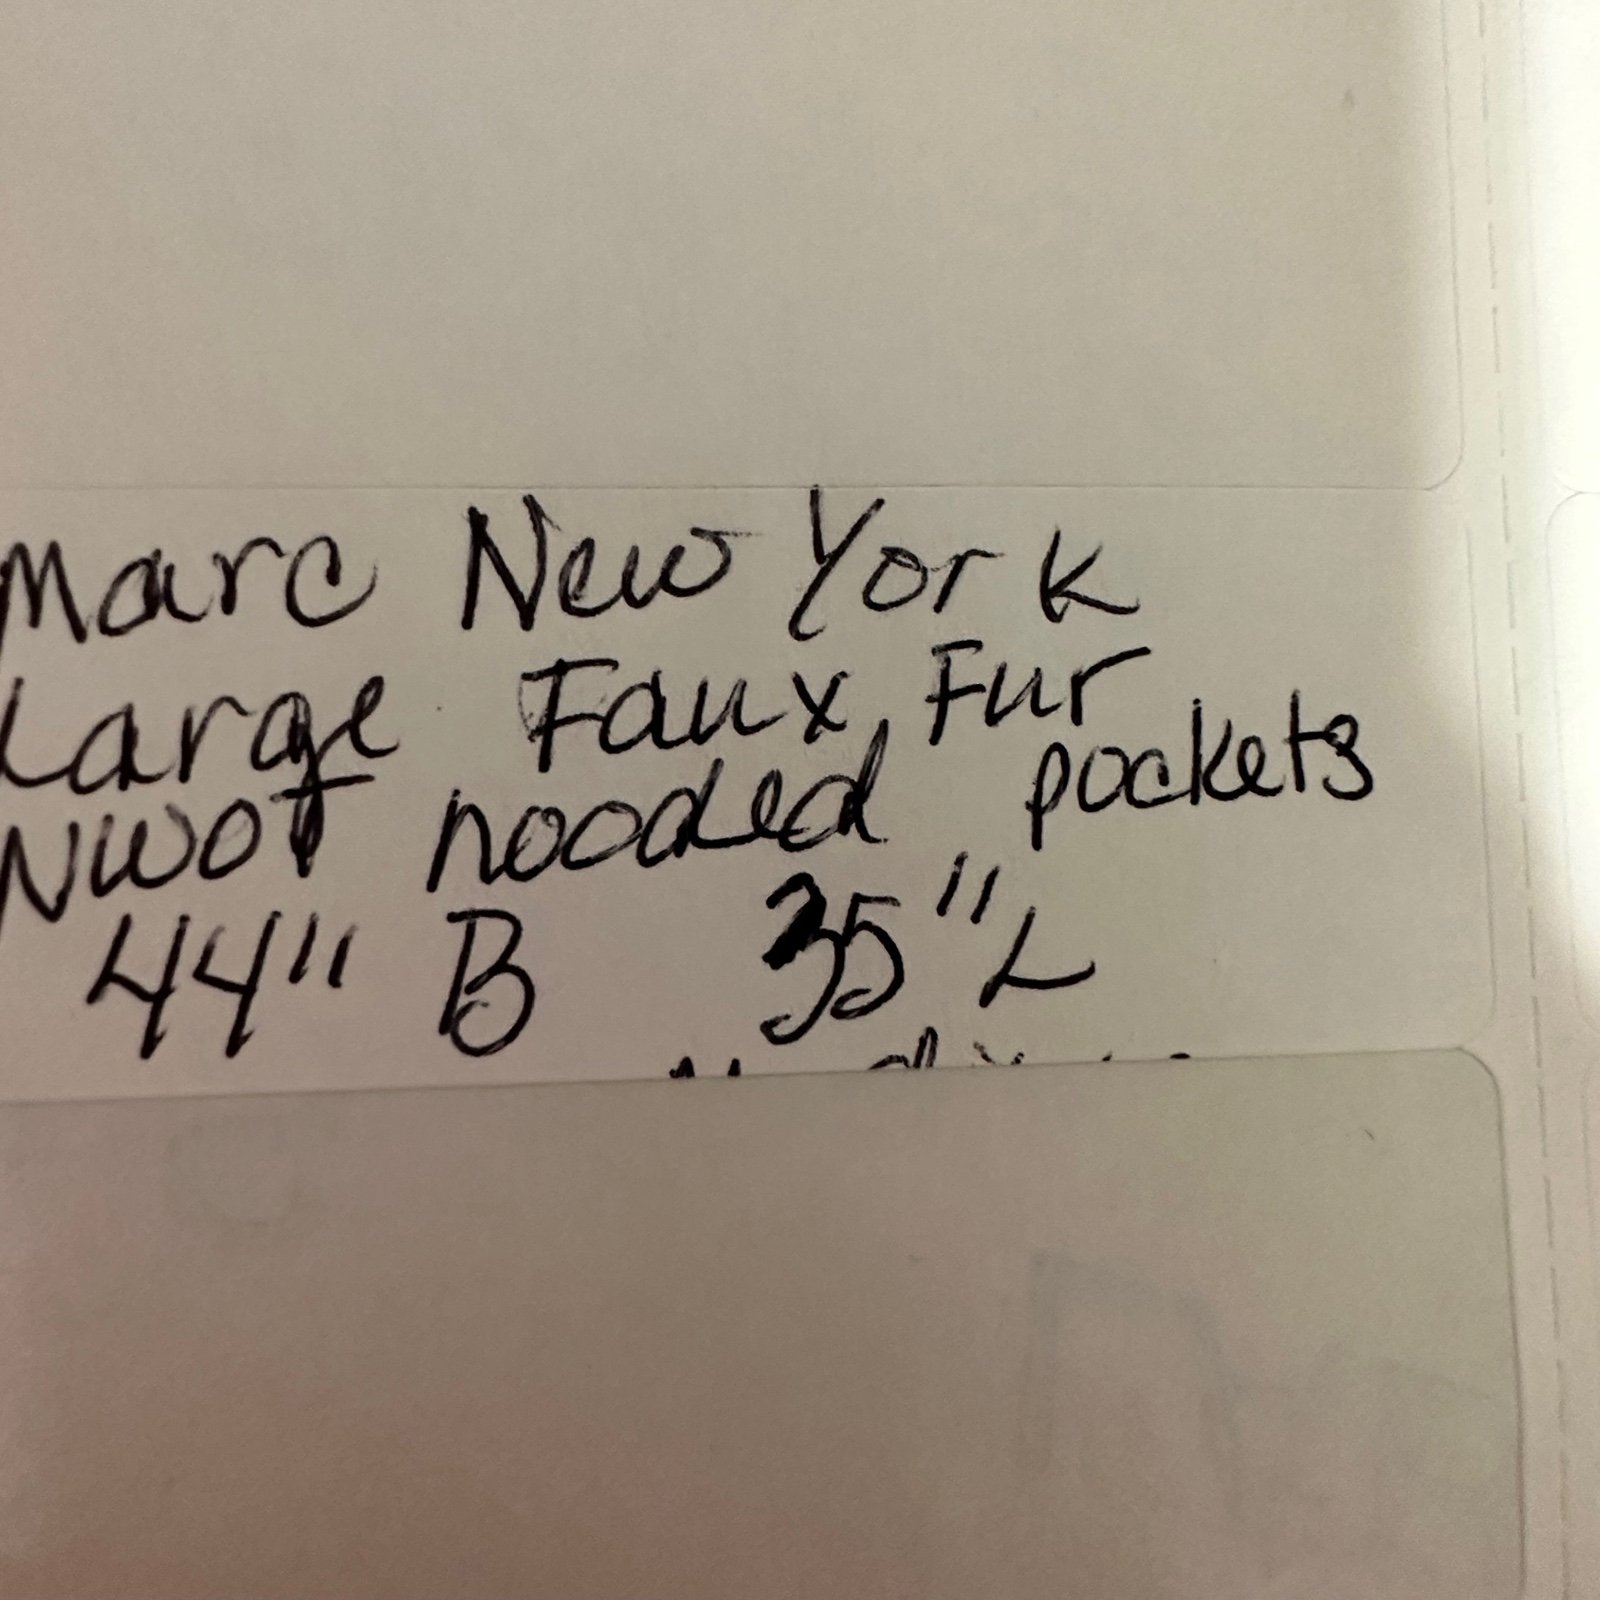 Marc New York
Large Faux Fur
NWOT hooded pockets
44" B 35" L